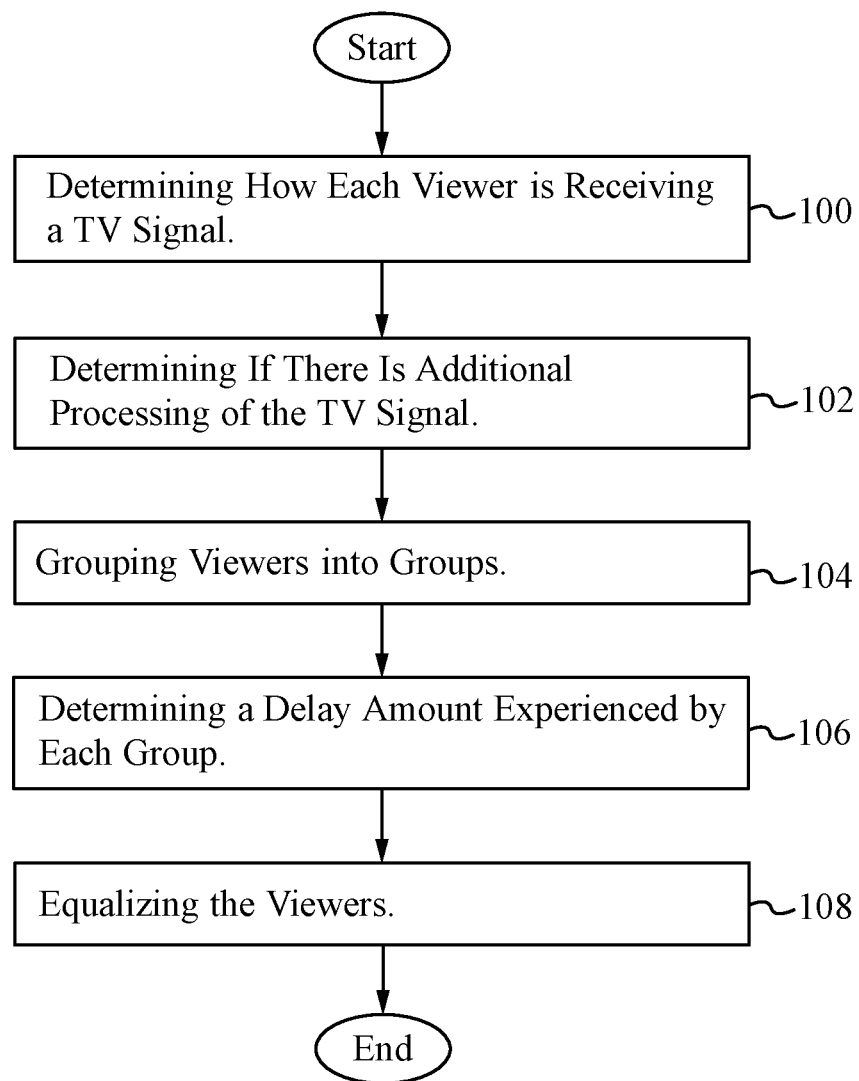 Start
Determining How Each Viewer is Receiving
a TV Signal.
100
Determining If There Is Additional
Processing of the TV Signal.
102
Grouping Viewers into Groups.
104
Determining a Delay Amount Experienced by
Each Group.
106
Equalizing the Viewers.
108
End